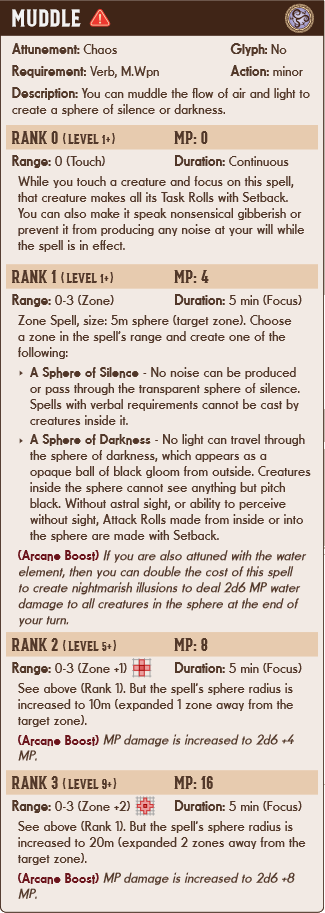 MUDDLE
Attunement: Chaos Glyph: No
Requirement: Verb, M.Wpn Action: minor
Description: You can muddle the flow of air and light to
create a sphere of silence or darkness.
RANK 0 (LEVEL 1+) MP: 0
Range: 0 (Touch) Duration: Continuous
While you touch a creature and focus on this spell,
that creature makes all its Task Rolls with Setback.
You can also make it speak nonsensical gibberish or
prevent it from producing any noise at your will while
the spell is in effect.
RANK 1 (LEVEL 1+) MP: 4
Range: 0-3 (Zone) Duration: 5 min (Focus)
Zone Spell, size: 5m sphere (target zone). Choose
a zone in the spell's range and create one of the
following:
‣ A Sphere of Silence - No noise can be produced
or pass through the transparent sphere of silence.
Spells with verbal requirements cannot be cast by
creatures inside it.
‣ A Sphere of Darkness - No light can travel through
the sphere of darkness, which appears as a
opaque ball of black gloom from outside. Creatures
inside the sphere cannot see anything but pitch
black. Without astral sight, or ability to perceive
without sight, Attack Rolls made from inside or into
the sphere are made with Setback.
(Arcane Boost) If you are also attuned with the water
element, then you can double the cost of this spell
to create nightmarish illusions to deal 2d6 MP water
damage to all creatures in the sphere at the end of
your turn.
RANK 2 (LEVEL 5+) MP: 8
Range: 0-3 (Zone +1) Duration: 5 min (Focus)
See above (Rank 1). But the spell's sphere radius is
increased to 10m (expanded 1 zone away from the
target zone).
(Arcane Boost) MP damage is increased to 2d6 +4
MP.
RANK 3 (LEVEL 9+) MP: 16
Range: 0-3 (Zone +2) Duration: 5 min (Focus)
See above (Rank 1). But the spell's sphere radius is
increased to 20m (expanded 2 zones away from the
target zone).
(Arcane Boost) MP damage is increased to 2d6 +8
MP.